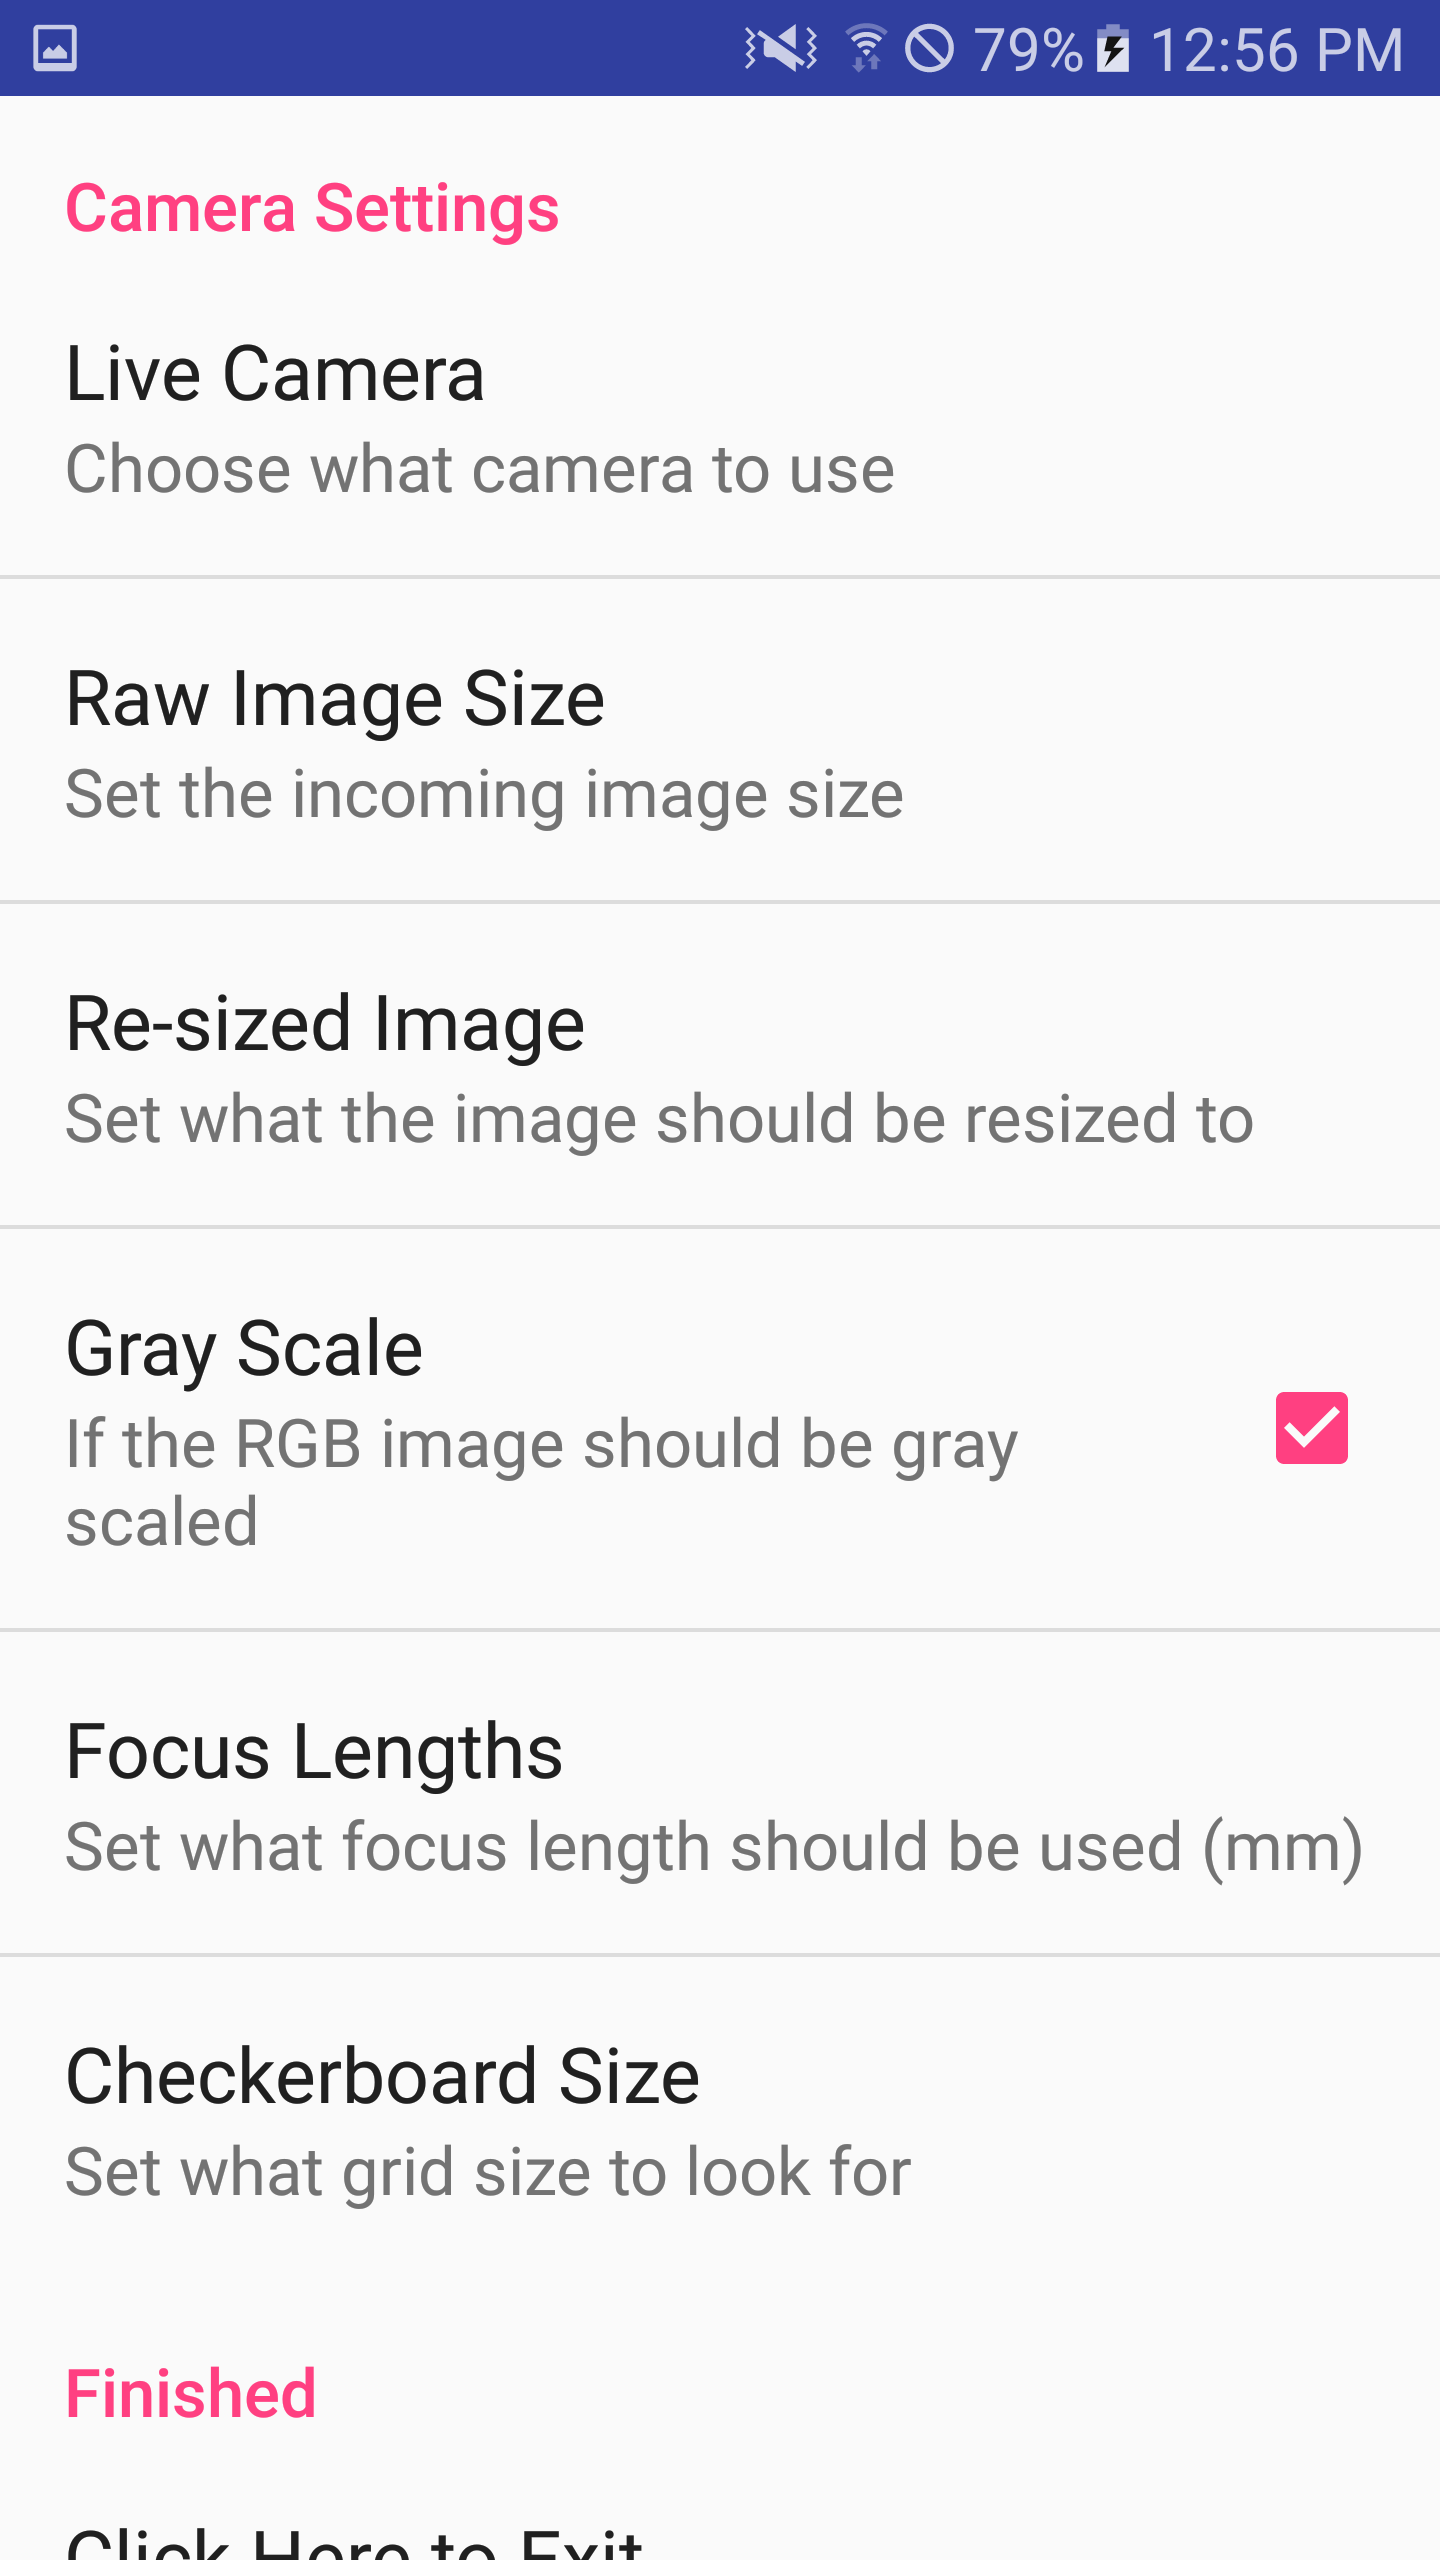 79% 12:56 PM
Camera Settings
Live Camera
Choose what camera to use
Raw Image Size
Set the incoming image size
Re-sized Image
Set what the image should be resized to
Gray Scale
If the RGB image should be gray
scaled
Focus Lengths
Set what focus length should be used (mm)
Checkerboard Size
Set what grid size to look for
Finished
Click Here to Exit